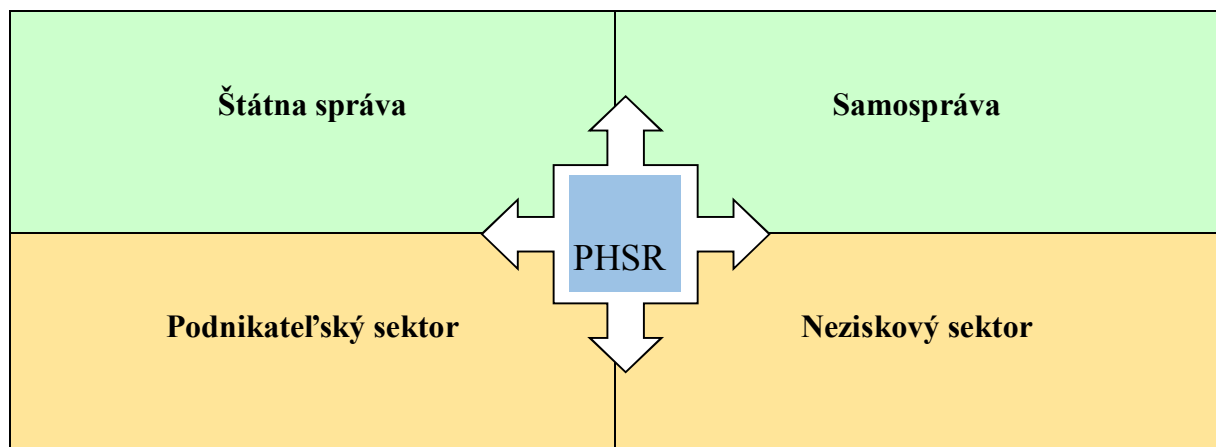 Štátna správa
Samospráva
PHSR
Podnikateľský sektor
Neziskový sektor